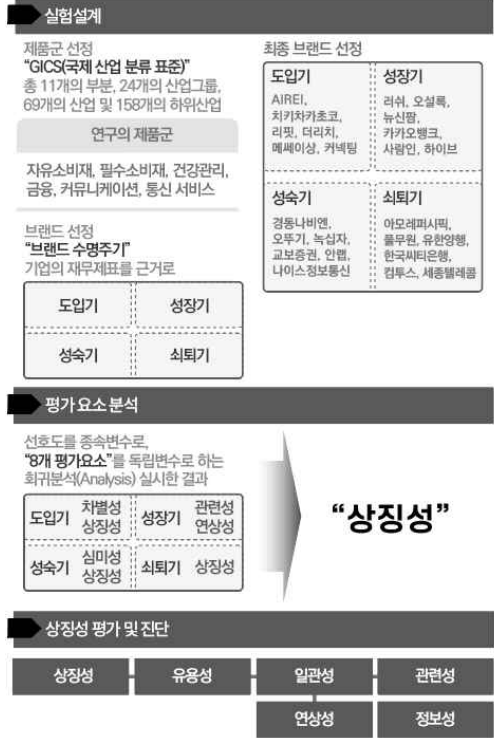 실험설계
제품군 선정
“GICS(국제 산업 분류 표준)”
총 11개의 부분, 24개의 산업그룹,
69개의 산업 및 158개의 하위산업
연구의 제품군
자유소비재, 필수소비재, 건강관리,
금융, 커뮤니케이션, 통신 서비스
브랜드 선정
“브랜드 수명주기”
기업의 재무제표를 근거로
도입기 성장기
성숙기 쇠퇴기
최종 브랜드 선정
도입기
AIREI,
치키차카초코,
리핏, 더리치,
메쎄이상, 커넥팅
성장기
러쉬, 오설록,
뉴신팜,
카카오뱅크,
사람인, 하이브
성숙기
경동나비엔,
오뚜기, 녹십자,
교보증권, 안랩,
나이스정보통신
쇠퇴기
아모레퍼시픽,
풀무원, 유한양행,
한국씨티은행,
컴투스, 세종텔레콤
평가 요소 분석
선호도를 종속변수로,
“8개 평가요소”를 독립변수로 하는
회귀분석(Analysis) 실시한 결과
도입기 차별성 상징성
성장기 관련성 연상성
성숙기 심미성 상징성
쇠퇴기 상징성
“상징성”
상징성 평가 및 진단
상징성 유용성 일관성 관련성
연상성 정보성